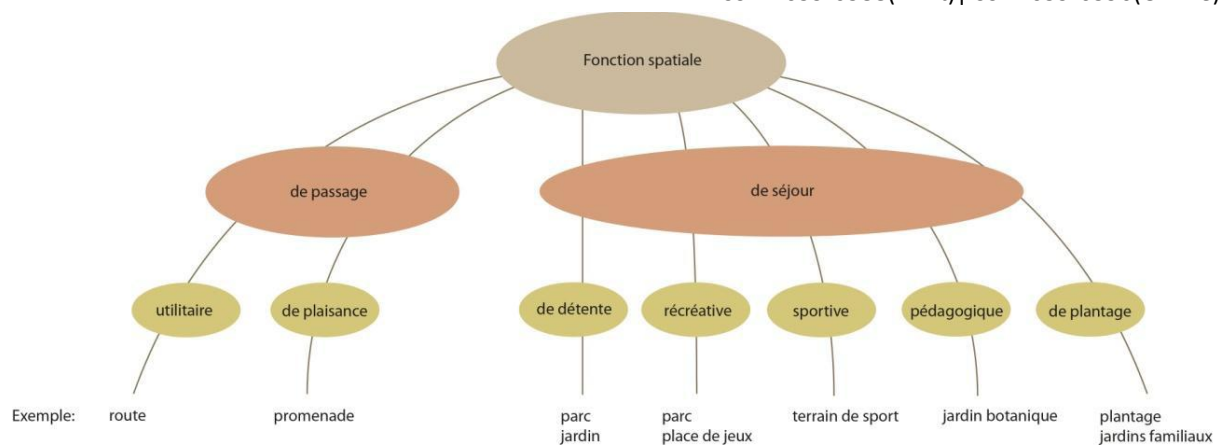 Fonction spatiale
de passage
de séjour
utilitaire
de plaisance
de détente
récréative
sportive
pédagogique
de plantage
Exemple:
route
promenade
parc
jardin
parc
place de jeux
terrain de sport
jardin botanique
plantage
jardins familiaux